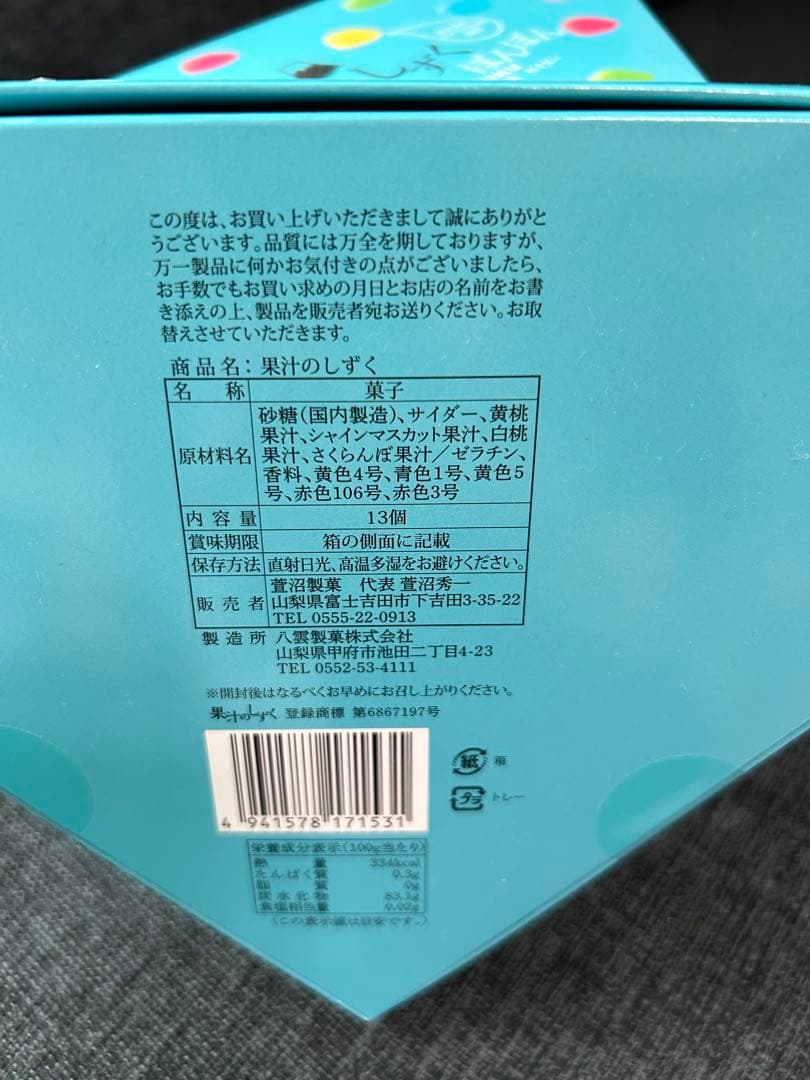 しずく
この度は、お買い上げいただきまして誠にありがと
うございます。品質には万全を期しておりますが、
万一製品に何かお気付きの点がございましたら、
お手数でもお買い求めの月日とお店の名前をお書
き添えの上、製品を販売者宛お送りください。お取
替えさせていただきます。
商品名：果汁のしずく
名称 菓子
原材料名 砂糖(国内製造)、サイダー、黄桃
果汁、シャインマスカット果汁、白桃
果汁、さくらんぼ果汁／ゼラチン、
香料、黄色4号、青色1号、黄色5
号、赤色106号、赤色3号
内容量 13個
賞味期限 箱の側面に記載
保存方法 直射日光、高温多湿をお避けください。
販売者 萱沼製菓 代表 萱沼秀一
山梨県富士吉田市下吉田3-35-22
TEL 0555-22-0913
製造所 八雲製菓株式会社
山梨県甲府市池田二丁目4-23
TEL 0552-53-4111
※開封後はなるべくお早めにお召し上がりください。
果汁のしずく 登録商標 第6867197号
紙 箱
プラ トレー
4 941578 171531
栄養成分表示(100g当たり)
熱量 334kcal
たんぱく質 0.3g
脂質 0g
炭水化物 83.1g
食塩相当量 0.02g
(この表示値は目安です。)